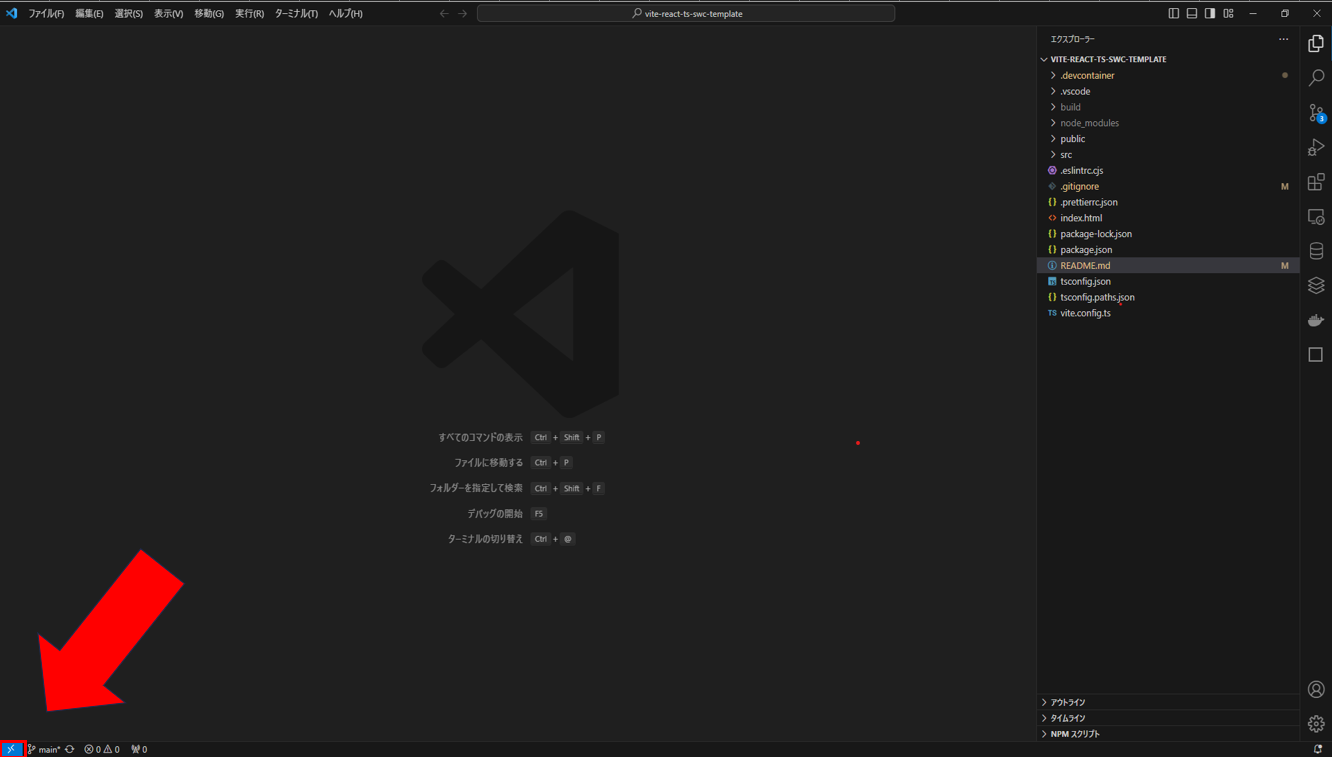 ファイル(F) 編集(E) 選択(S) 表示(V) 移動(G) 実行(R) ターミナル(T) ヘルプ(H)
vite-react-ts-swc-template
エクスプローラー
VITE-REACT-TS-SWC-TEMPLATE
.devcontainer
.vscode
build
node_modules
public
src
.eslintrc.cjs
.gitignore M
.prettierrc.json
index.html
package-lock.json
package.json
README.md M
tsconfig.json
tsconfig.paths.json
TS vite.config.ts
3
すべてのコマンドの表示 Ctrl + Shift + P
ファイルに移動する Ctrl + P
フォルダーを指定して検索 Ctrl + Shift + F
デバッグの開始 F5
ターミナルの切り替え Ctrl + @
アウトライン
タイムライン
NPM スクリプト
main* 0 0 0